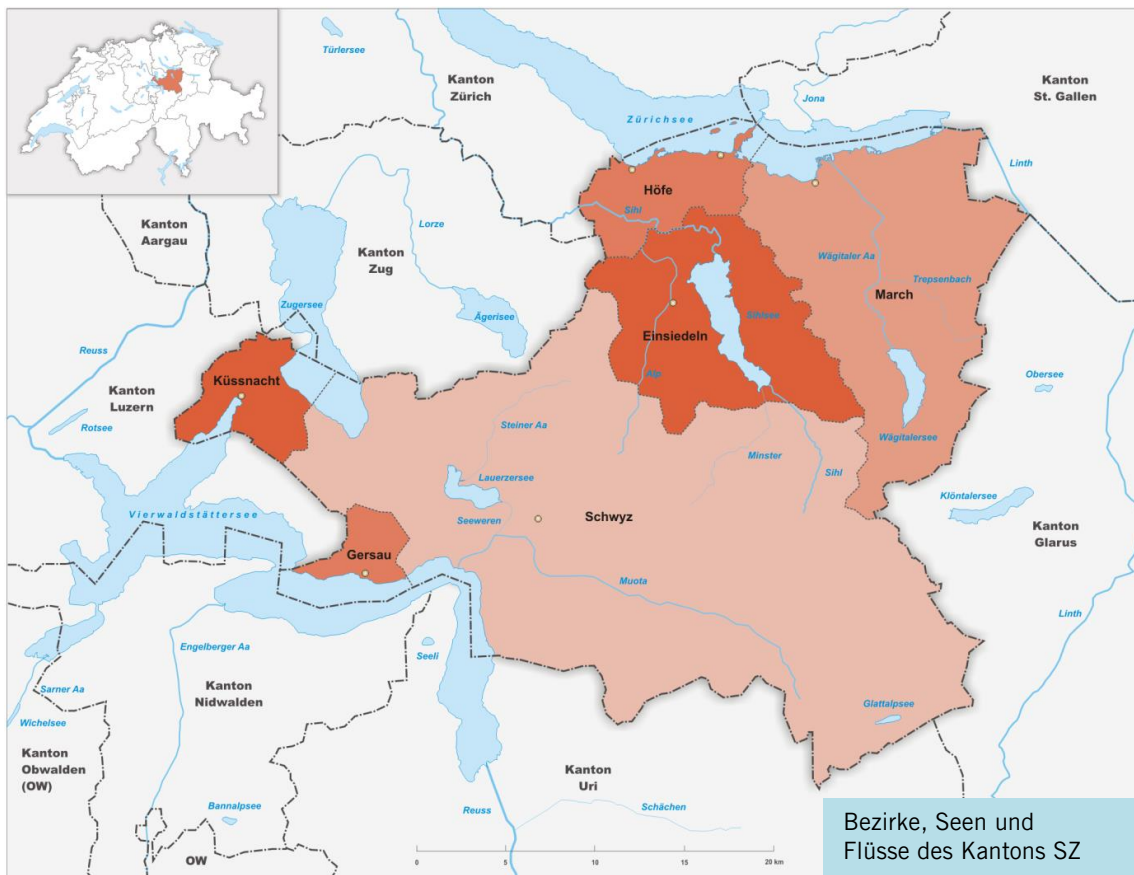 Türlersee
Kanton
Zürich
Jona
Kanton
St. Gallen
Zürichsee
Linth
Höfe
Sihl
Kanton
Aargau
Lorze
Kanton
Zug
Wägitaler Aa
Trepsenbach
March
Zugersee
Ägerisee
Sihlsee
Einsiedeln
Reuss
Küssnacht
Alp
Obersee
Kanton
Luzern
Rotsee
Steiner Aa
Wägitalersee
Minster
Sihl
Lauerzersee
Klöntalersee
Vierwaldstättersee
Seeweren
Schwyz
Kanton
Glarus
Gersau
Muota
Linth
Engelberger Aa
Seeli
Sarner Aa
Kanton
Nidwalden
Glattalpsee
Wichelsee
Kanton
Obwalden
(OW)
Kanton
Uri
Bannalpsee
Reuss
Schächen
OW
0 5 10 15 20 km
Bezirke, Seen und
Flüsse des Kantons SZ